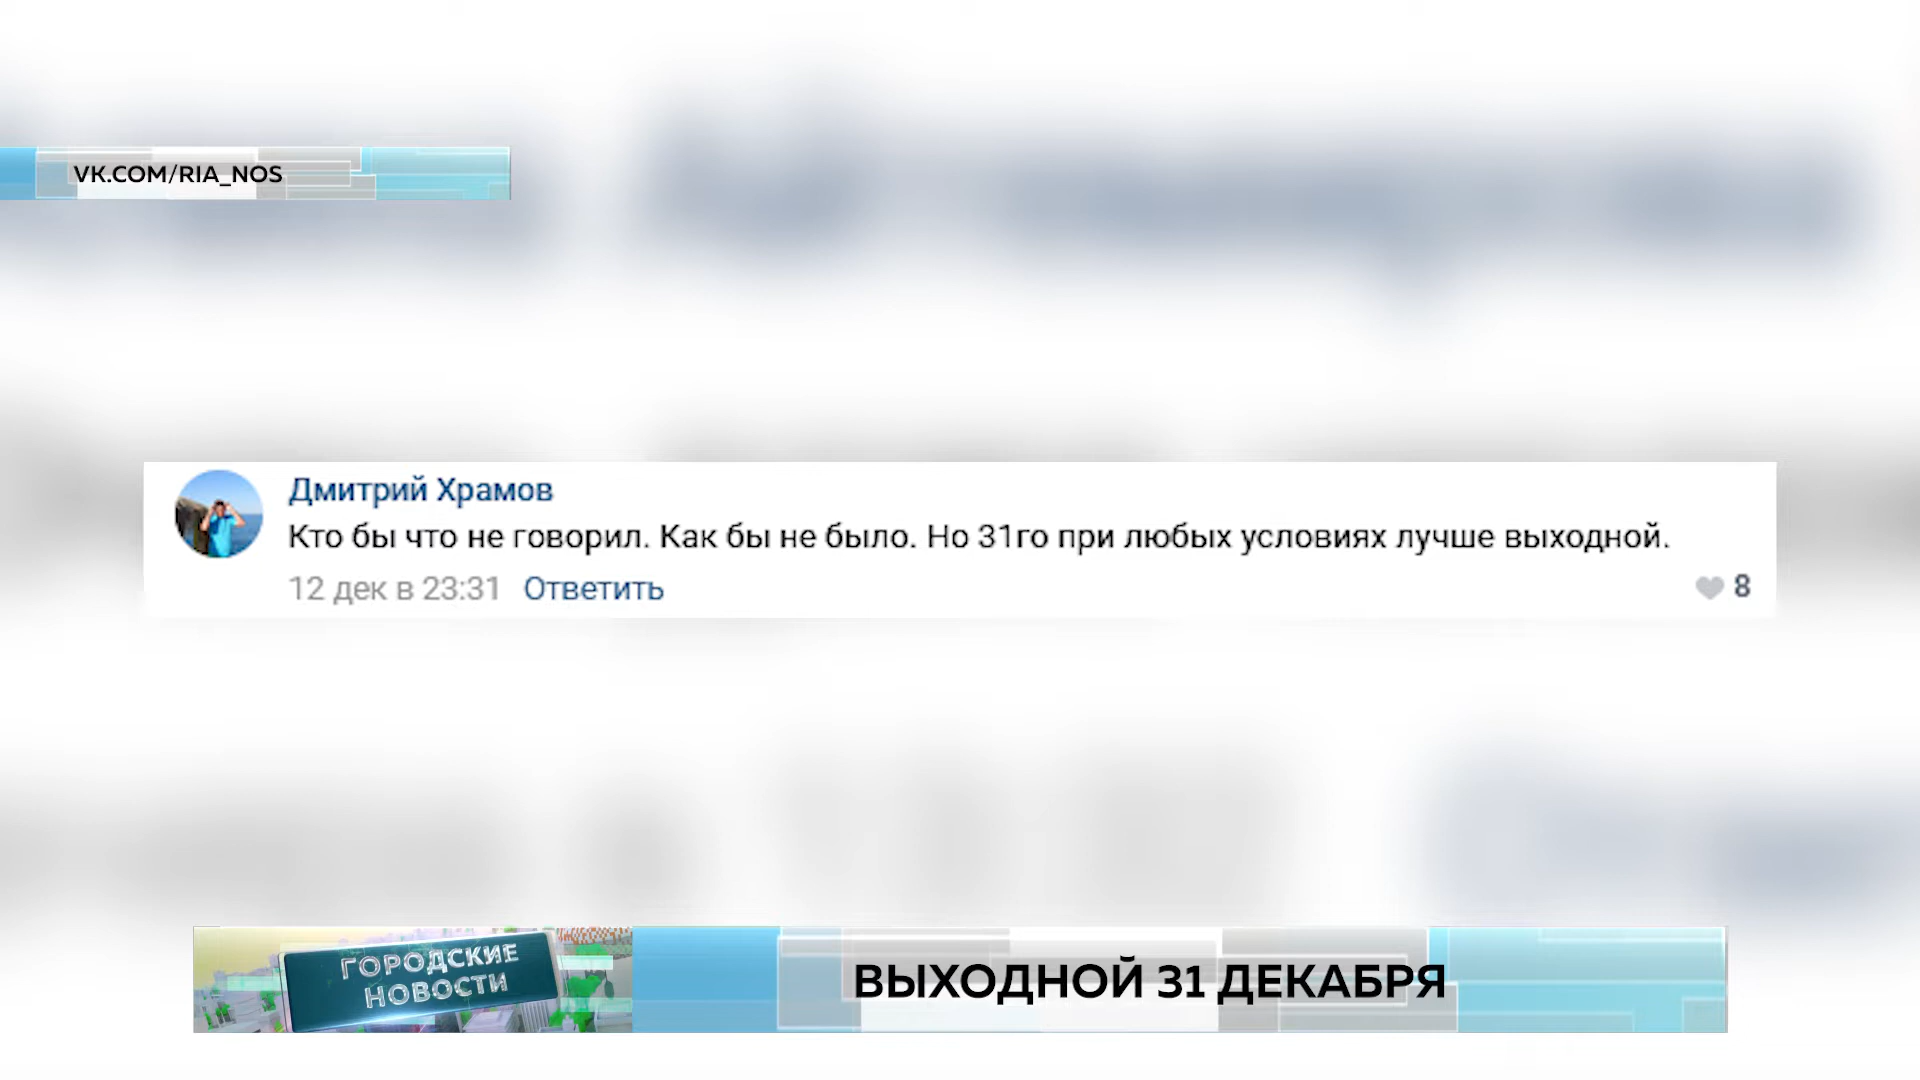 VK.COM/RIA_NOS
Дмитрий Храмов
Кто бы что не говорил. Как бы не было. Но 31го при любых условиях лучше выходной.
12 дек в 23:31 Ответить
8
ГОРОДСКИЕ
НОВОСТИ
ВЫХОДНОЙ 31 ДЕКАБРЯ